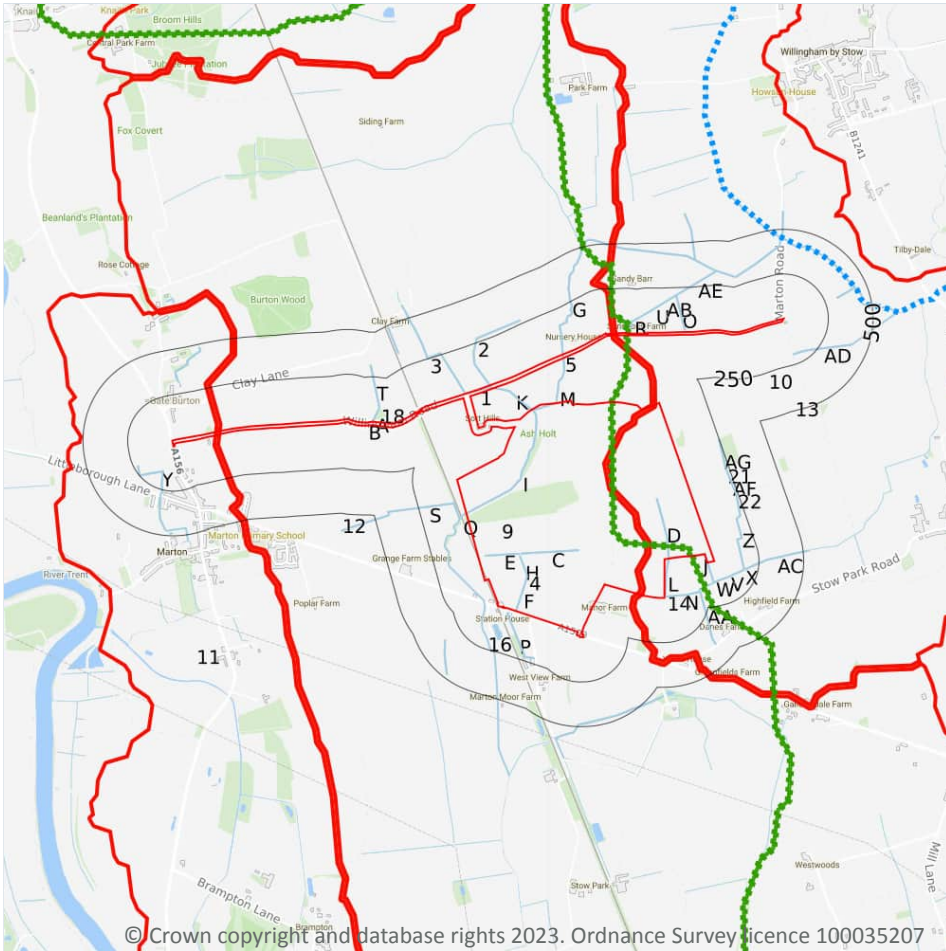 Knaith Park
Broom Hills
Central Park Farm
Willingham by Stow
Park Farm
Howson House
Siding Farm
Fox Covert
B1241
Beanland's Plantation
Tilby-Dale
Rose Cottage
Marton Road
Sandy Barr
AE
Burton Wood
G
U
AB
O
500
Clay Farm
R
Nursery House
3
2
5
AD
Clay Lane
250
10
T
1
K
M
13
Gate Burton
18
A
B
Ash Holt
A156
Littleborough Lane
AG
21
Y
I
AF
22
S
Q
12
9
D
Marton
Marton Primary School
Z
Grange Farm Stables
E
C
H
J
AC
Stow Park Road
River Trent
4
L
W
V
X
Poplar Farm
F
Manor Farm
14
N
Highfield Farm
Station House
AA
Danes Farm
11
16
P
West View Farm
Marton Moor Farm
Westwoods
Mill Lane
Stow Park
Brampton Lane
Brampton
© Crown copyright and database rights 2023. Ordnance Survey licence 100035207